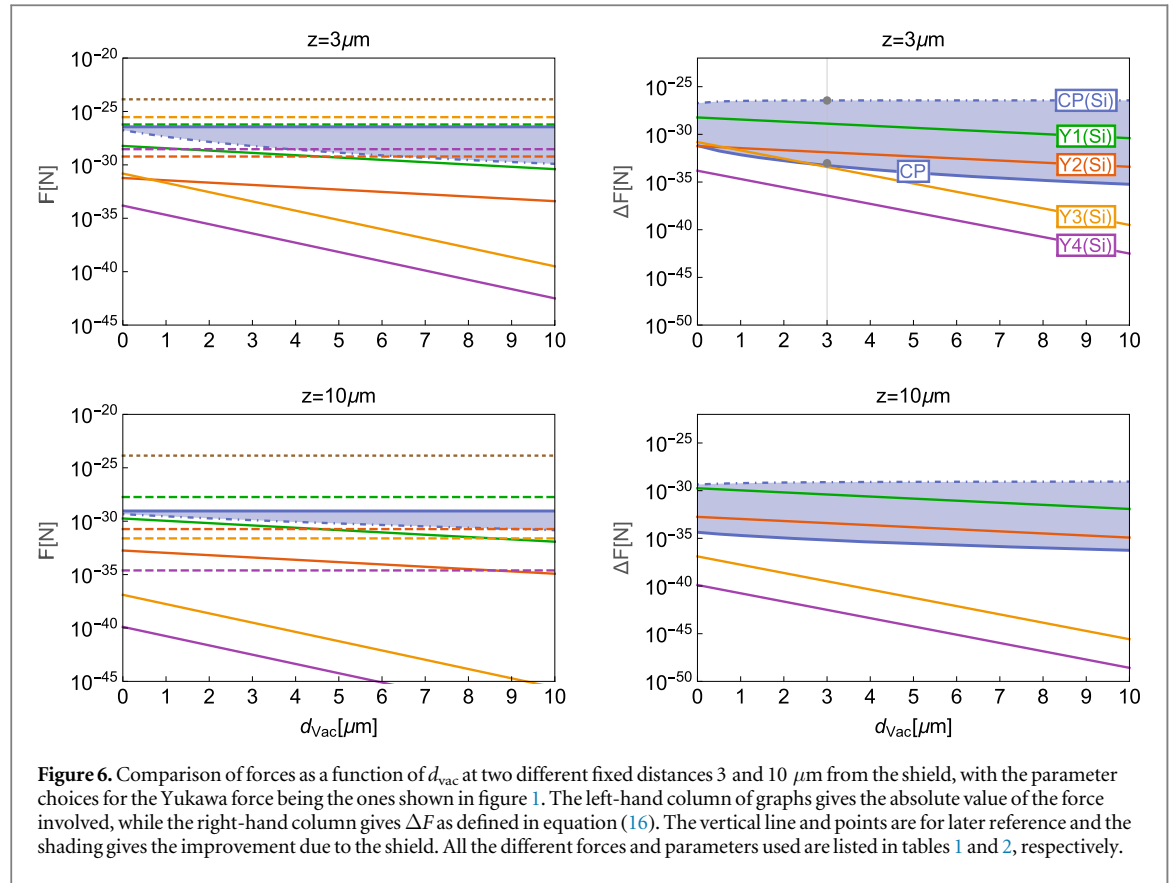 z=3μm
10⁻²⁰
10⁻²⁵
10⁻³⁰
10⁻³⁵
10⁻⁴⁰
10⁻⁴⁵
F[N]
0 1 2 3 4 5 6 7 8 9 10
z=3μm
10⁻²⁵
10⁻³⁰
10⁻³⁵
10⁻⁴⁰
10⁻⁴⁵
10⁻⁵⁰
ΔF[N]
CP(Si)
Y1(Si)
Y2(Si)
CP
Y3(Si)
Y4(Si)
0 1 2 3 4 5 6 7 8 9 10
z=10μm
10⁻²⁰
10⁻²⁵
10⁻³⁰
10⁻³⁵
10⁻⁴⁰
10⁻⁴⁵
F[N]
0 1 2 3 4 5 6 7 8 9 10
dVac[μm]
z=10μm
10⁻²⁵
10⁻³⁰
10⁻³⁵
10⁻⁴⁰
10⁻⁴⁵
10⁻⁵⁰
ΔF[N]
0 1 2 3 4 5 6 7 8 9 10
dVac[μm]
Figure 6. Comparison of forces as a function of dvac at two different fixed distances 3 and 10 μm from the shield, with the parameter
choices for the Yukawa force being the ones shown in figure 1. The left-hand column of graphs gives the absolute value of the force
involved, while the right-hand column gives ΔF as defined in equation (16). The vertical line and points are for later reference and the
shading gives the improvement due to the shield. All the different forces and parameters used are listed in tables 1 and 2, respectively.